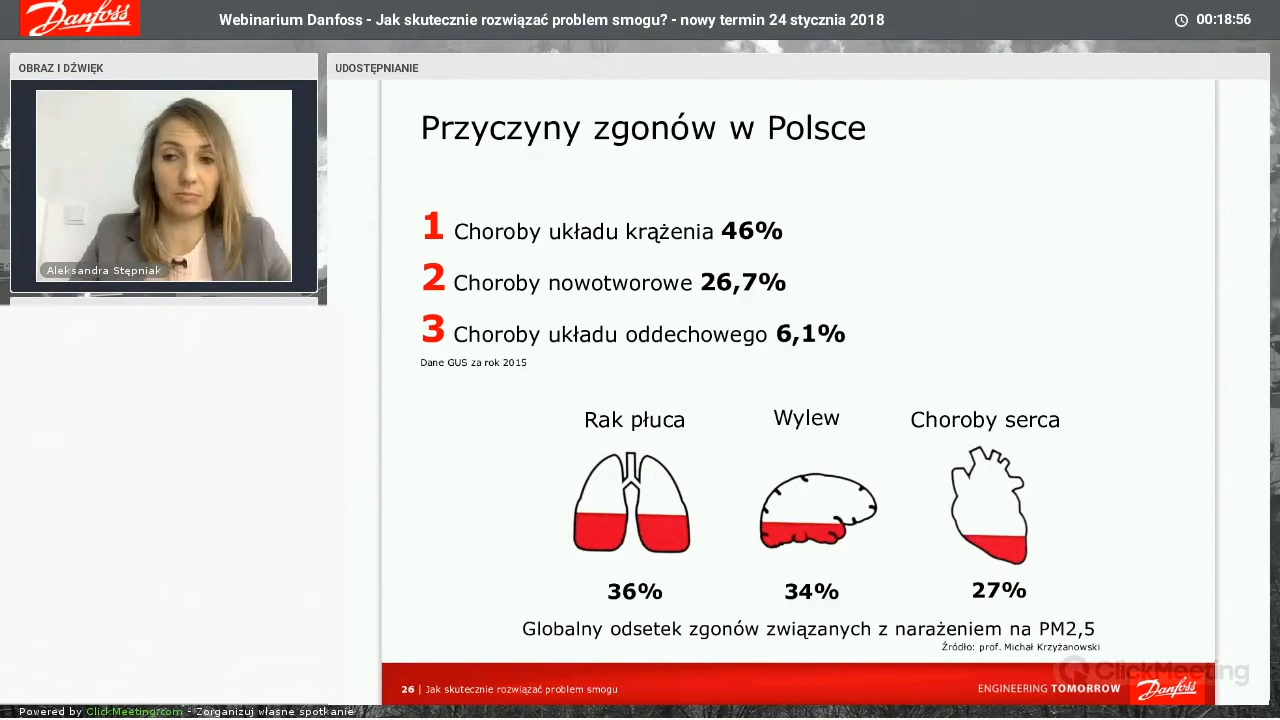 Danfoss
Webinarium Danfoss - Jak skutecznie rozwiązać problem smogu? - nowy termin 24 stycznia 2018
00:18:56
OBRAZ I DŹWIĘK
UDOSTĘPNIANIE
Aleksandra Stępniak
Przyczyny zgonów w Polsce
1 Choroby układu krążenia 46%
2 Choroby nowotworowe 26,7%
3 Choroby układu oddechowego 6,1%
Dane GUS za rok 2015
Rak płuca
Wylew
Choroby serca
36%
34%
27%
Globalny odsetek zgonów związanych z narażeniem na PM2,5
Źródło: prof. Michał Krzyżanowski
ClickMeeting
26 | Jak skutecznie rozwiązać problem smogu
ENGINEERING TOMORROW
Danfoss
Powered by ClickMeeting.com - Zorganizuj własne spotkanie